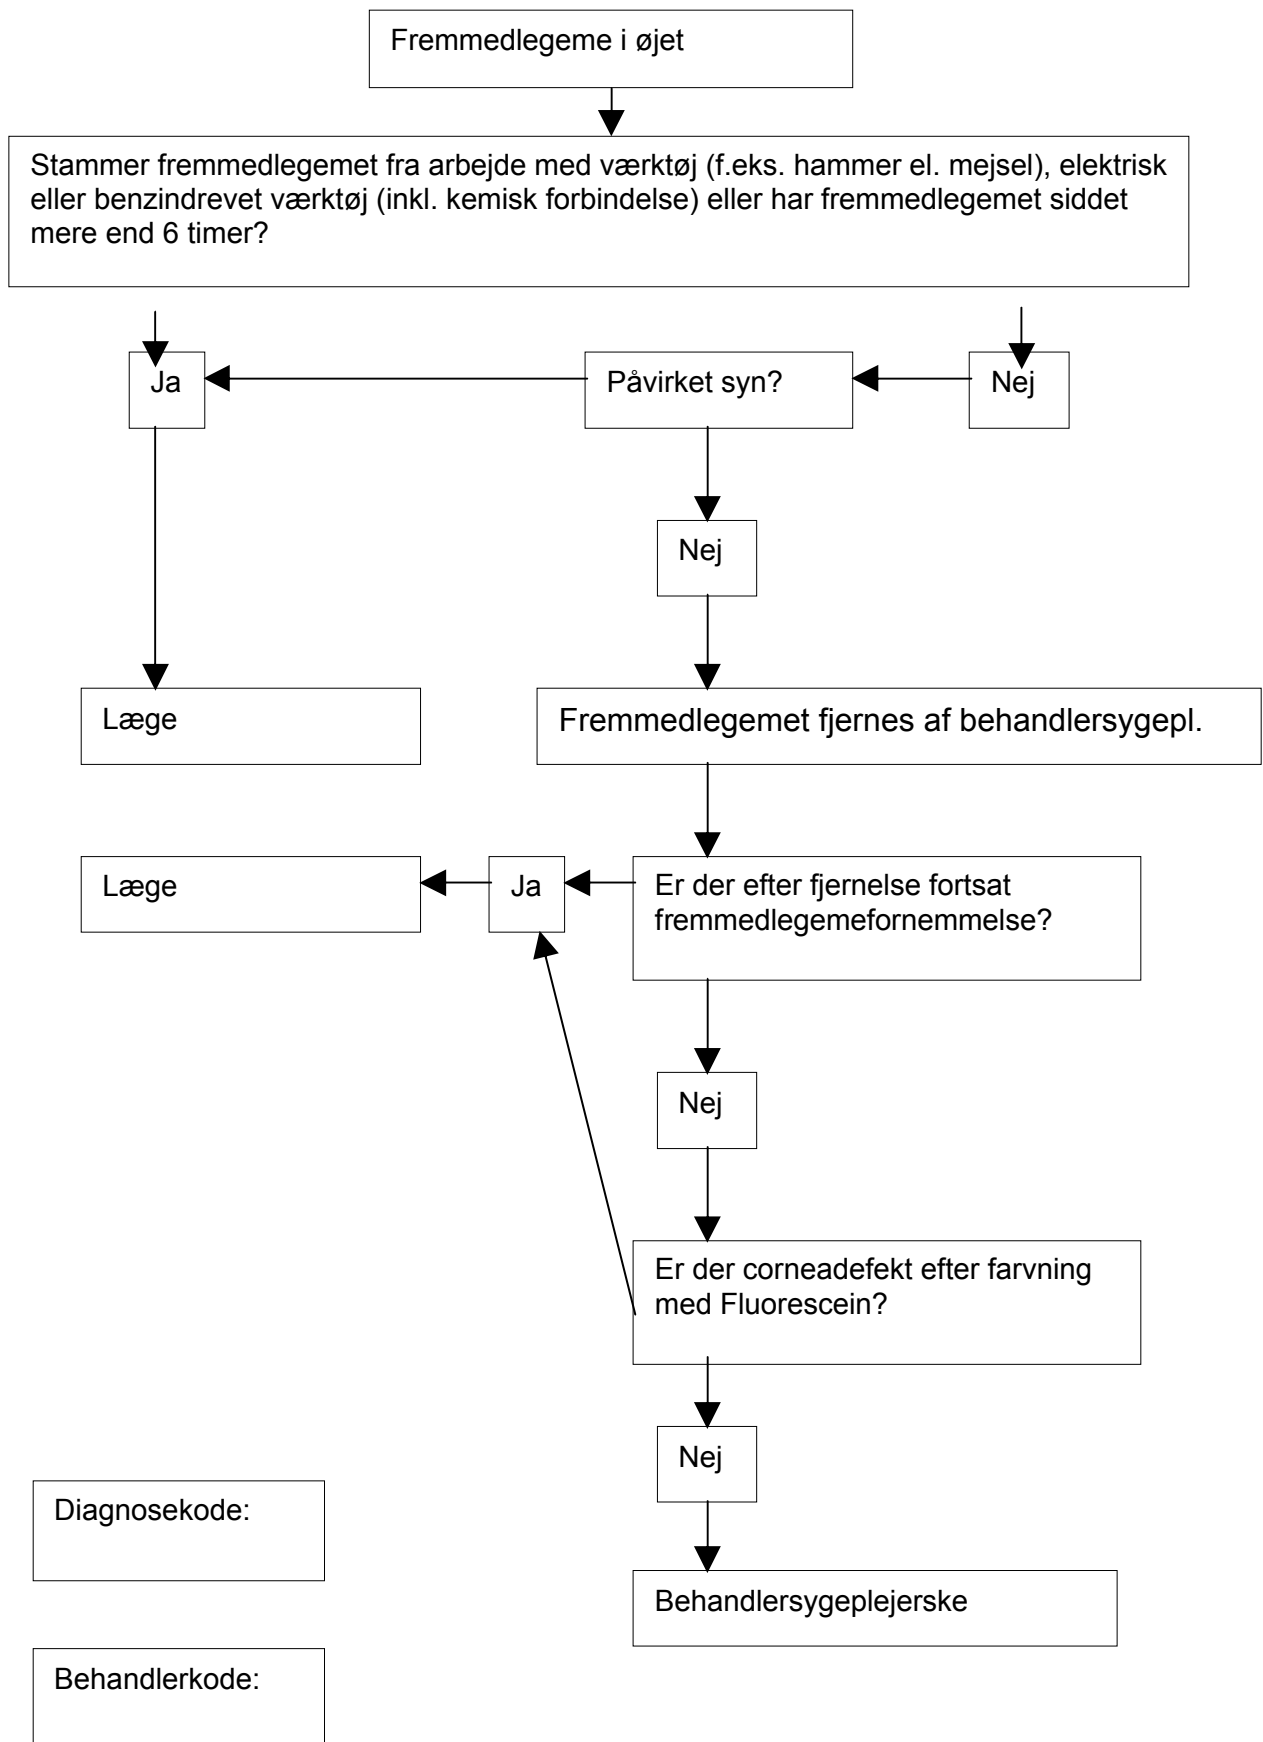 Fremmedlegeme i øjet
Stammer fremmedlegemet fra arbejde med værktøj (f.eks. hammer el. mejsel), elektrisk
eller benzindrevet værktøj (inkl. kemisk forbindelse) eller har fremmedlegemet siddet
mere end 6 timer?
Ja
Påvirket syn?
Nej
Nej
Læge
Fremmedlegemet fjernes af behandlersygepl.
Læge
Ja
Er der efter fjernelse fortsat
fremmedlegemefornemmelse?
Nej
Er der corneadefekt efter farvning
med Fluorescein?
Nej
Diagnosekode:
Behandlersygeplejerske
Behandlerkode: